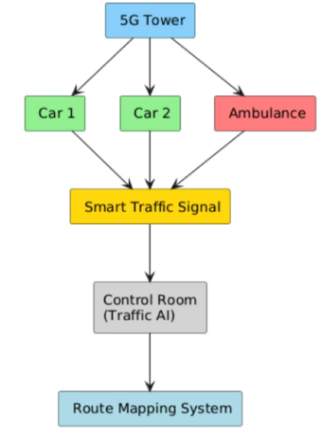 5G Tower
Car 1
Car 2
Ambulance
Smart Traffic Signal
Control Room
(Traffic AI)
Route Mapping System